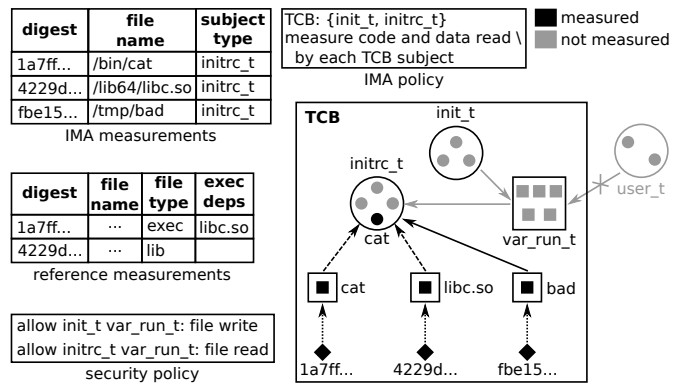 digest file name subject type
1a7ff... /bin/cat initrc_t
4229d... /lib64/libc.so initrc_t
fbe15... /tmp/bad initrc_t
IMA measurements
TCB: {init_t, initrc_t}
measure code and data read \
by each TCB subject
IMA policy
measured
not measured
digest file name file type exec deps
1a7ff... ... exec libc.so
4229d... ... lib
reference measurements
allow init_t var_run_t: file write
allow initrc_t var_run_t: file read
security policy
TCB
init_t
initrc_t
user_t
cat
var_run_t
cat
libc.so
bad
1a7ff...
4229d...
fbe15...